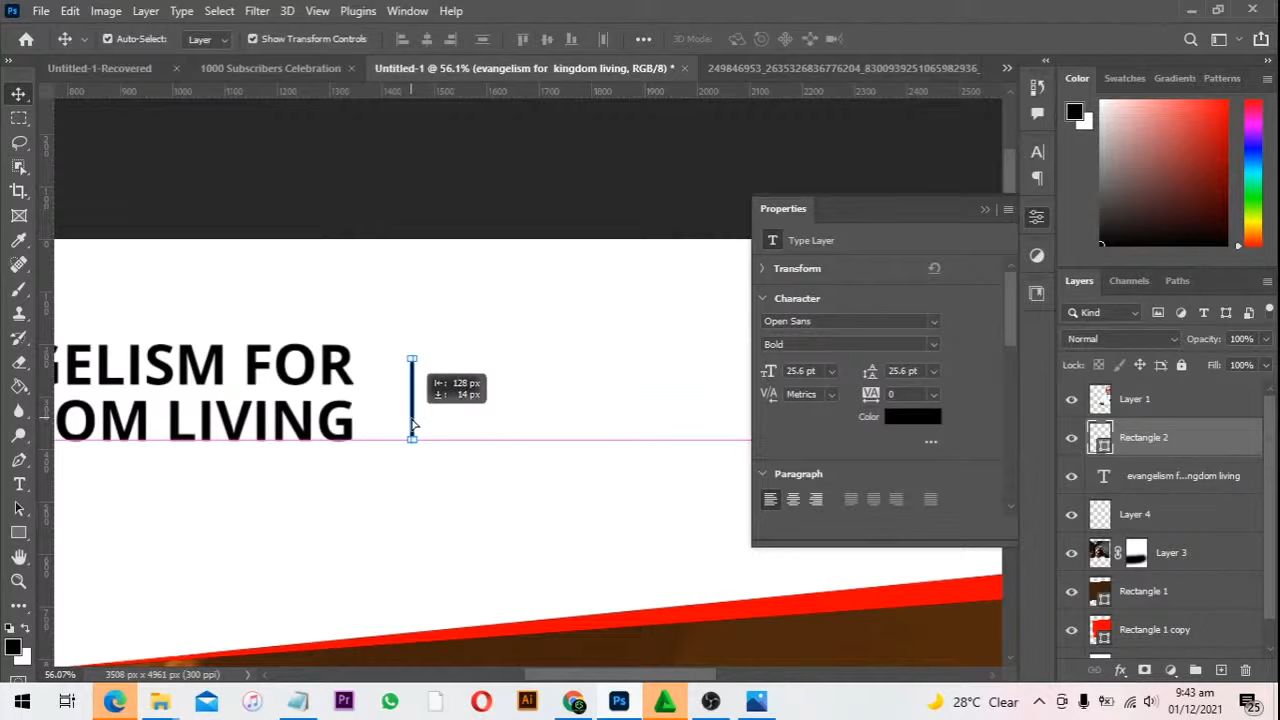 Ps File Edit Image Layer Type Select Filter 3D View Plugins Window Help
Auto-Select: Layer Show Transform Controls 3D Mode:
Untitled-1-Recovered × 1000 Subscribers Celebration × Untitled-1 @ 56.1% (evangelism for kingdom living, RGB/8) * × 249846953_2635326836776204_8300939251065982936_
800 900 1000 1100 1200 1300 1400 1500 1600 1700 1800 1900 2000 2100 2200 2300 2400 2500
Color Swatches Gradients Patterns
GELISM FOR
OM LIVING
128 px
14 px
Properties
T Type Layer
Transform
Character
Open Sans
Bold
25.6 pt 25.6 pt
Metrics 0
Color
Paragraph
Layers Channels Paths
Kind
Normal Opacity: 100%
Lock: Fill: 100%
Layer 1
Rectangle 2
evangelism f...ngdom living
Layer 4
Layer 3
Rectangle 1
Rectangle 1 copy
56.07% 3508 px x 4961 px (300 ppi)
28°C Clear
9:43 am
01/12/2021
25